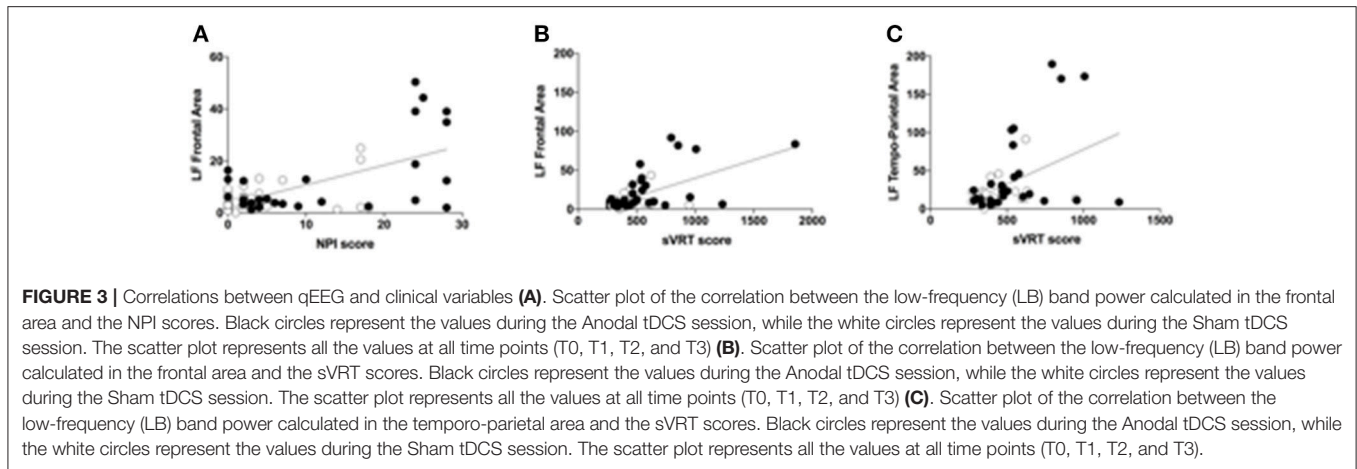 A
B
C
60
40
20
0
LF Frontal Area
0
10
20
30
NPI score
200
150
100
50
0
LF Frontal Area
0
500
1000
1500
2000
sVRT score
200
150
100
50
0
LF Tempo-Parietal Area
0
500
1000
1500
sVRT score
FIGURE 3 | Correlations between qEEG and clinical variables (A). Scatter plot of the correlation between the low-frequency (LB) band power calculated in the frontal
area and the NPI scores. Black circles represent the values during the Anodal tDCS session, while the white circles represent the values during the Sham tDCS
session. The scatter plot represents all the values at all time points (T0, T1, T2, and T3) (B). Scatter plot of the correlation between the low-frequency (LB) band power
calculated in the frontal area and the sVRT scores. Black circles represent the values during the Anodal tDCS session, while the white circles represent the values
during the Sham tDCS session. The scatter plot represents all the values at all time points (T0, T1, T2, and T3) (C). Scatter plot of the correlation between the
low-frequency (LB) band power calculated in the temporo-parietal area and the sVRT scores. Black circles represent the values during the Anodal tDCS session, while
the white circles represent the values during the Sham tDCS session. The scatter plot represents all the values at all time points (T0, T1, T2, and T3).